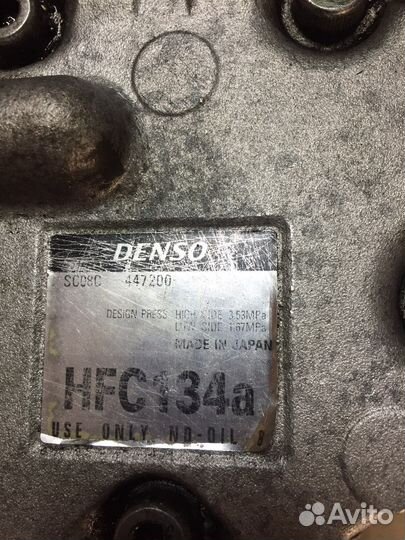 DENSO
SC08C 447200
DESIGN PRESS HIGH SIDE 3.53MPa
LOW SIDE 1.67MPa
MADE IN JAPAN
HFC134a
USE ONLY ND-OIL 8
Avito